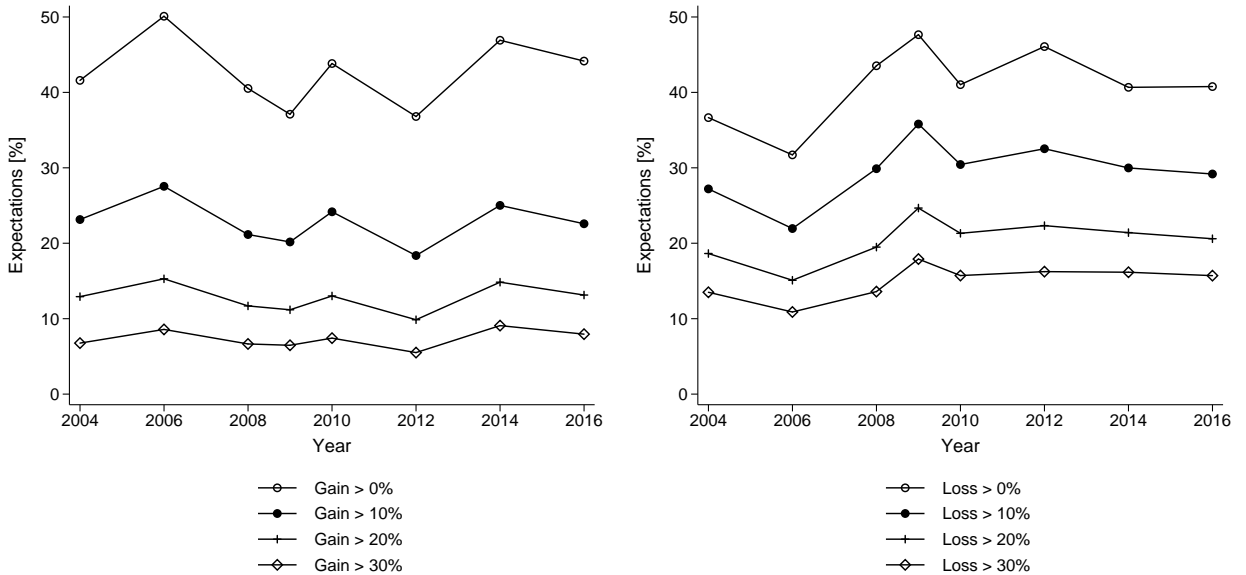 50
40
30
20
10
0
Expectations [%]
2004 2006 2008 2010 2012 2014 2016
Year
Gain > 0%
Gain > 10%
Gain > 20%
Gain > 30%
50
40
30
20
10
0
Expectations [%]
2004 2006 2008 2010 2012 2014 2016
Year
Loss > 0%
Loss > 10%
Loss > 20%
Loss > 30%